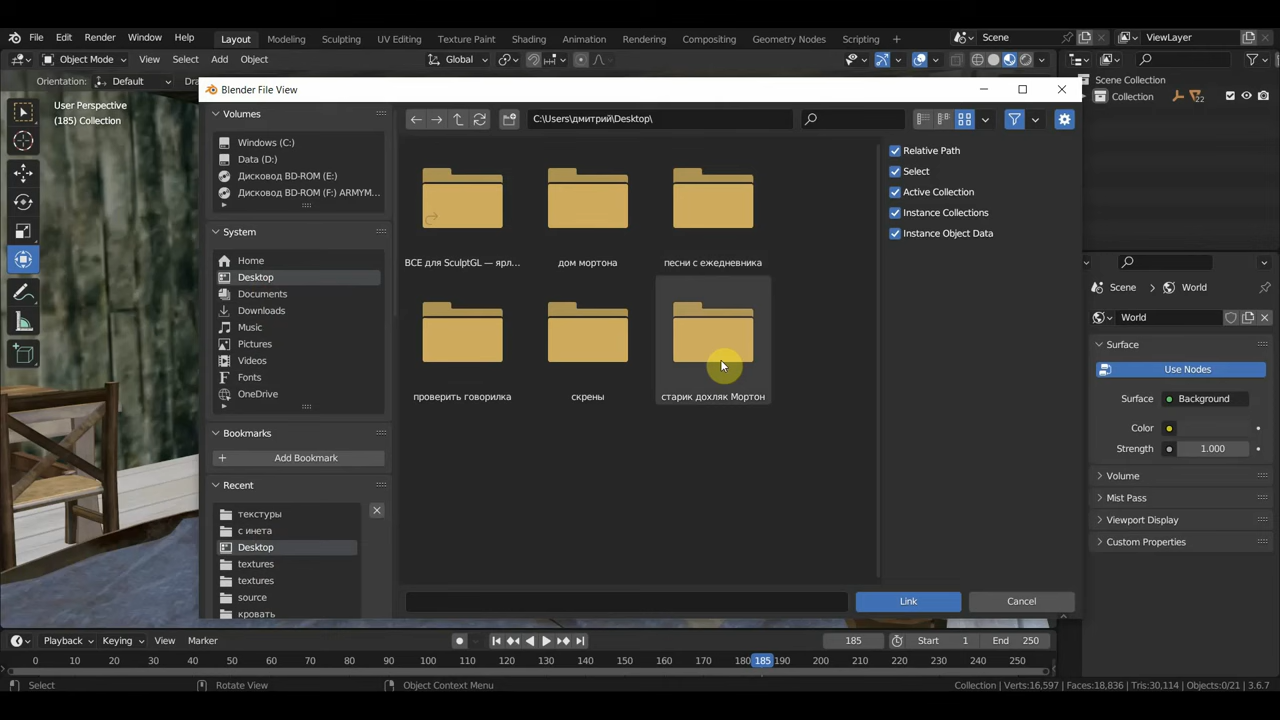 File Edit Render Window Help Layout Modeling Sculpting UV Editing Texture Paint Shading Animation Rendering Compositing Geometry Nodes Scripting + Scene ViewLayer
Object Mode View Select Add Object Global
Orientation: Default
User Perspective
(185) Collection
Blender File View
Volumes
Windows (C:)
Data (D:)
Дисковод BD-ROM (E:)
Дисковод BD-ROM (F:) ARMYM...
System
Home
Desktop
Documents
Downloads
Music
Pictures
Videos
Fonts
OneDrive
Bookmarks
Add Bookmark
Recent
текстуры
с инета
Desktop
textures
textures
source
кровать
C:\Users\дмитрий\Desktop\
ВСЕ для SculptGL — ярл... дом мортона песни с ежедневника
проверить говорилка скрены старик дохляк Мортон
Relative Path
Select
Active Collection
Instance Collections
Instance Object Data
Link Cancel
Scene Collection
Collection 22
Scene World
World
Surface
Use Nodes
Surface Background
Color
Strength 1.000
Volume
Mist Pass
Viewport Display
Custom Properties
Playback Keying View Marker 185 Start 1 End 250
0 10 20 30 40 50 60 70 80 90 100 110 120 130 140 150 160 170 180 185 190 200 210 220 230 240 250
Select Rotate View Object Context Menu Collection | Verts:16,597 | Faces:18,836 | Tris:30,114 | Objects:0/21 | 3.6.7